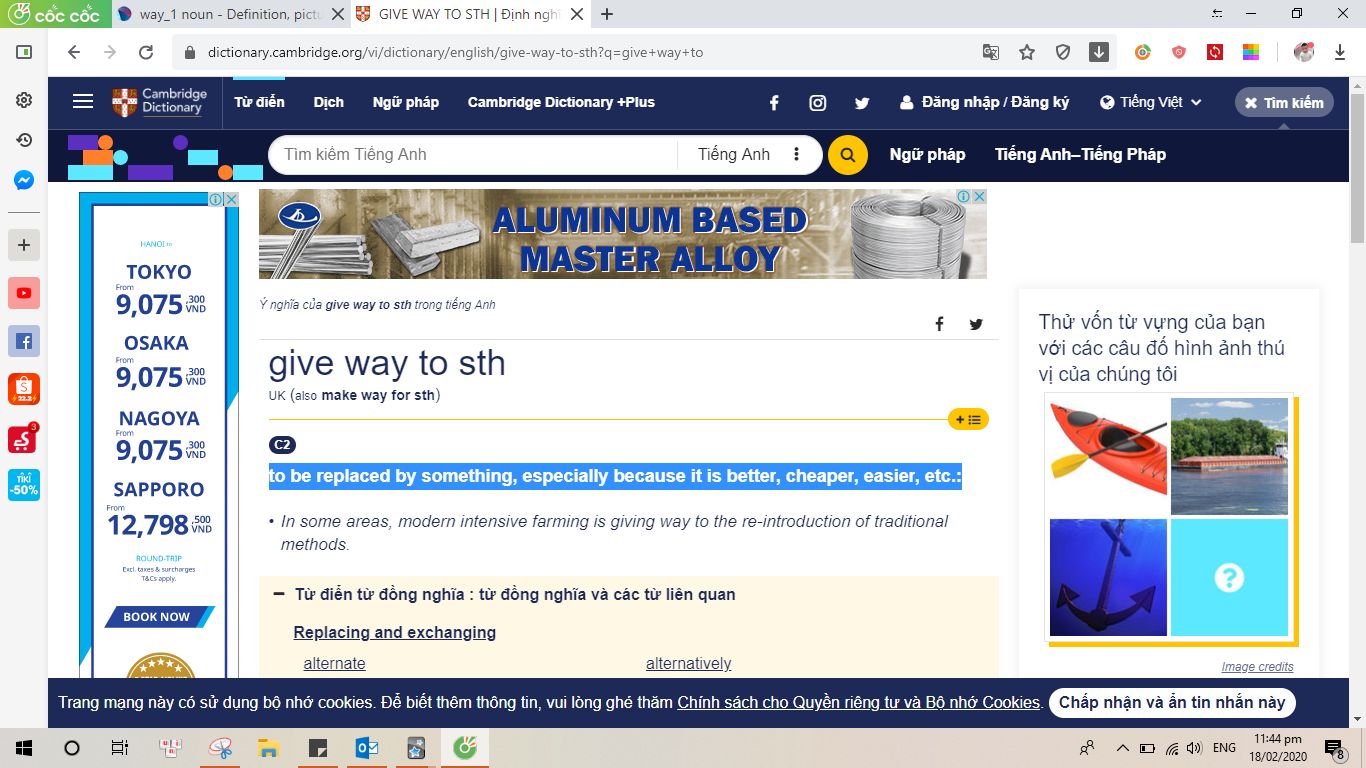 cốc cốc
way_1 noun - Definition, pictu
GIVE WAY TO STH | Định nghĩ
dictionary.cambridge.org/vi/dictionary/english/give-way-to-sth?q=give+way+to
Cambridge
Dictionary
Từ điển
Dịch
Ngữ pháp
Cambridge Dictionary +Plus
Đăng nhập / Đăng ký
Tiếng Việt
Tìm kiếm
Tìm kiếm Tiếng Anh
Tiếng Anh
Ngữ pháp
Tiếng Anh–Tiếng Pháp
22.2
3
TIKI
-50%
HANOI to
TOKYO
From
9,075,300 VND
OSAKA
From
9,075,300 VND
NAGOYA
From
9,075,300 VND
SAPPORO
From
12,798,500 VND
ROUND-TRIP
Excl. taxes & surcharges
T&Cs apply.
BOOK NOW
ALUMINUM BASED
MASTER ALLOY
Ý nghĩa của give way to sth trong tiếng Anh
give way to sth
UK (also make way for sth)
C2
to be replaced by something, especially because it is better, cheaper, easier, etc.:
• In some areas, modern intensive farming is giving way to the re-introduction of traditional
methods.
Từ điển từ đồng nghĩa : từ đồng nghĩa và các từ liên quan
Replacing and exchanging
alternate
alternatively
Thử vốn từ vựng của bạn
với các câu đố hình ảnh thú
vị của chúng tôi
?
Image credits
Trang mạng này có sử dụng bộ nhớ cookies. Để biết thêm thông tin, vui lòng ghé thăm Chính sách cho Quyền riêng tư và Bộ nhớ Cookies.
Chấp nhận và ẩn tin nhắn này
ENG
11:44 pm
18/02/2020
8